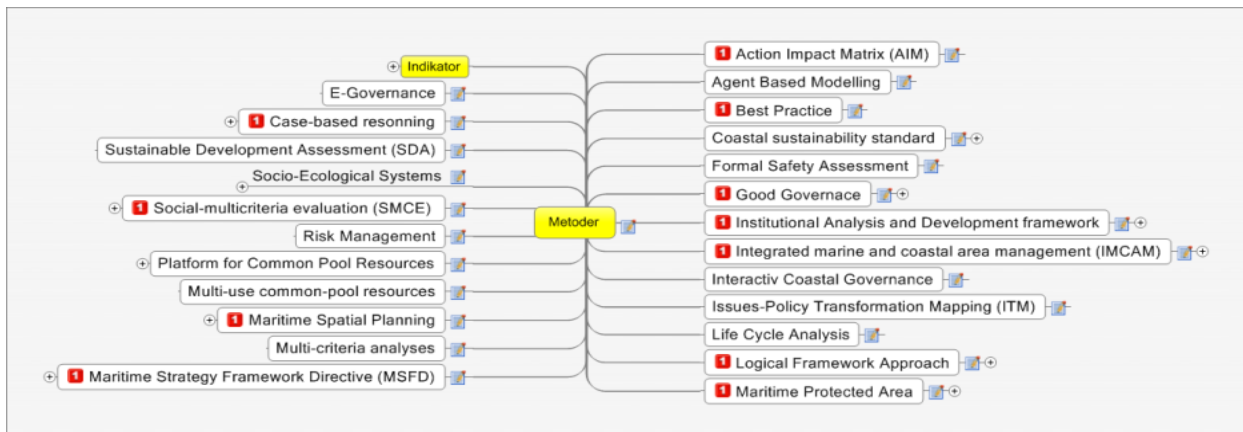 Indikator
E-Governance
1 Case-based resonning
Sustainable Development Assessment (SDA)
Socio-Ecological Systems
1 Social-multicriteria evaluation (SMCE)
Risk Management
Platform for Common Pool Resources
Multi-use common-pool resources
1 Maritime Spatial Planning
Multi-criteria analyses
1 Maritime Strategy Framework Directive (MSFD)
Metoder
1 Action Impact Matrix (AIM)
Agent Based Modelling
1 Best Practice
Coastal sustainability standard
Formal Safety Assessment
1 Good Governace
1 Institutional Analysis and Development framework
1 Integrated marine and coastal area management (IMCAM)
Interactiv Coastal Governance
Issues-Policy Transformation Mapping (ITM)
Life Cycle Analysis
1 Logical Framework Approach
1 Maritime Protected Area